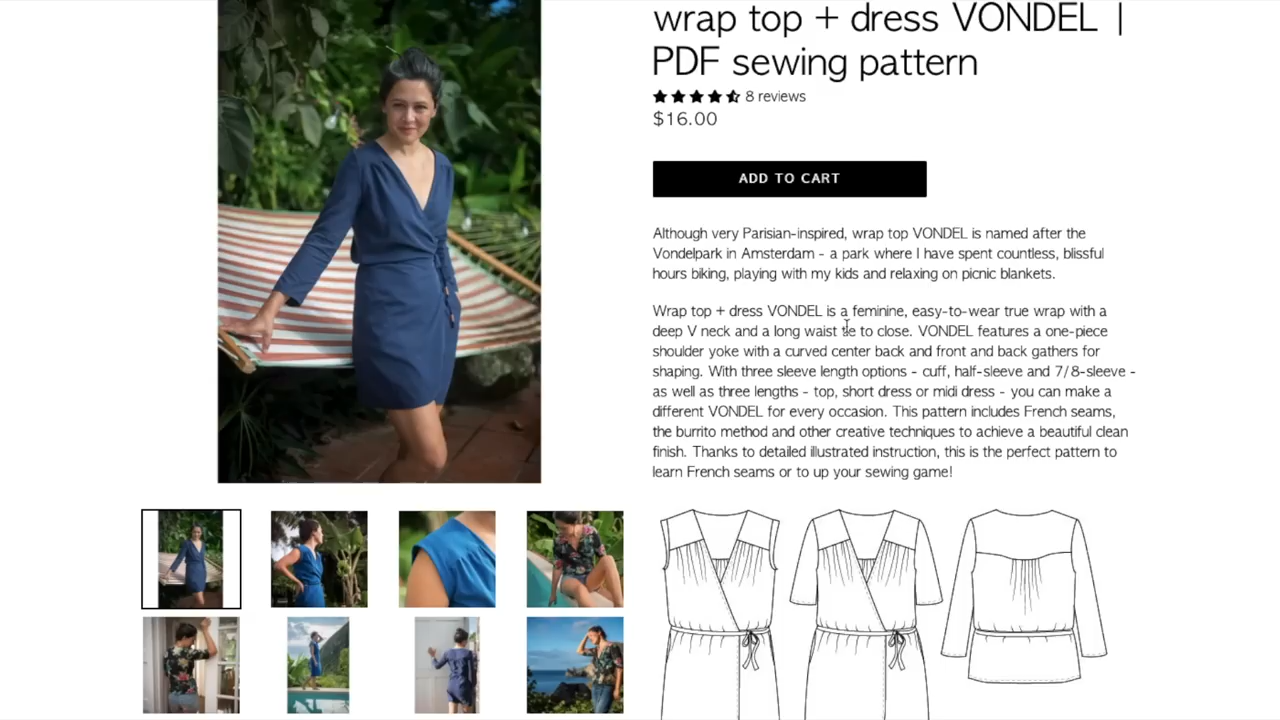 wrap top + dress VONDEL |
PDF sewing pattern
8 reviews
$16.00
ADD TO CART
Although very Parisian-inspired, wrap top VONDEL is named after the
Vondelpark in Amsterdam - a park where I have spent countless, blissful
hours biking, playing with my kids and relaxing on picnic blankets.
Wrap top + dress VONDEL is a feminine, easy-to-wear true wrap with a
deep V neck and a long waist tie to close. VONDEL features a one-piece
shoulder yoke with a curved center back and front and back gathers for
shaping. With three sleeve length options - cuff, half-sleeve and 7/8-sleeve -
as well as three lengths - top, short dress or midi dress - you can make a
different VONDEL for every occasion. This pattern includes French seams,
the burrito method and other creative techniques to achieve a beautiful clean
finish. Thanks to detailed illustrated instruction, this is the perfect pattern to
learn French seams or to up your sewing game!